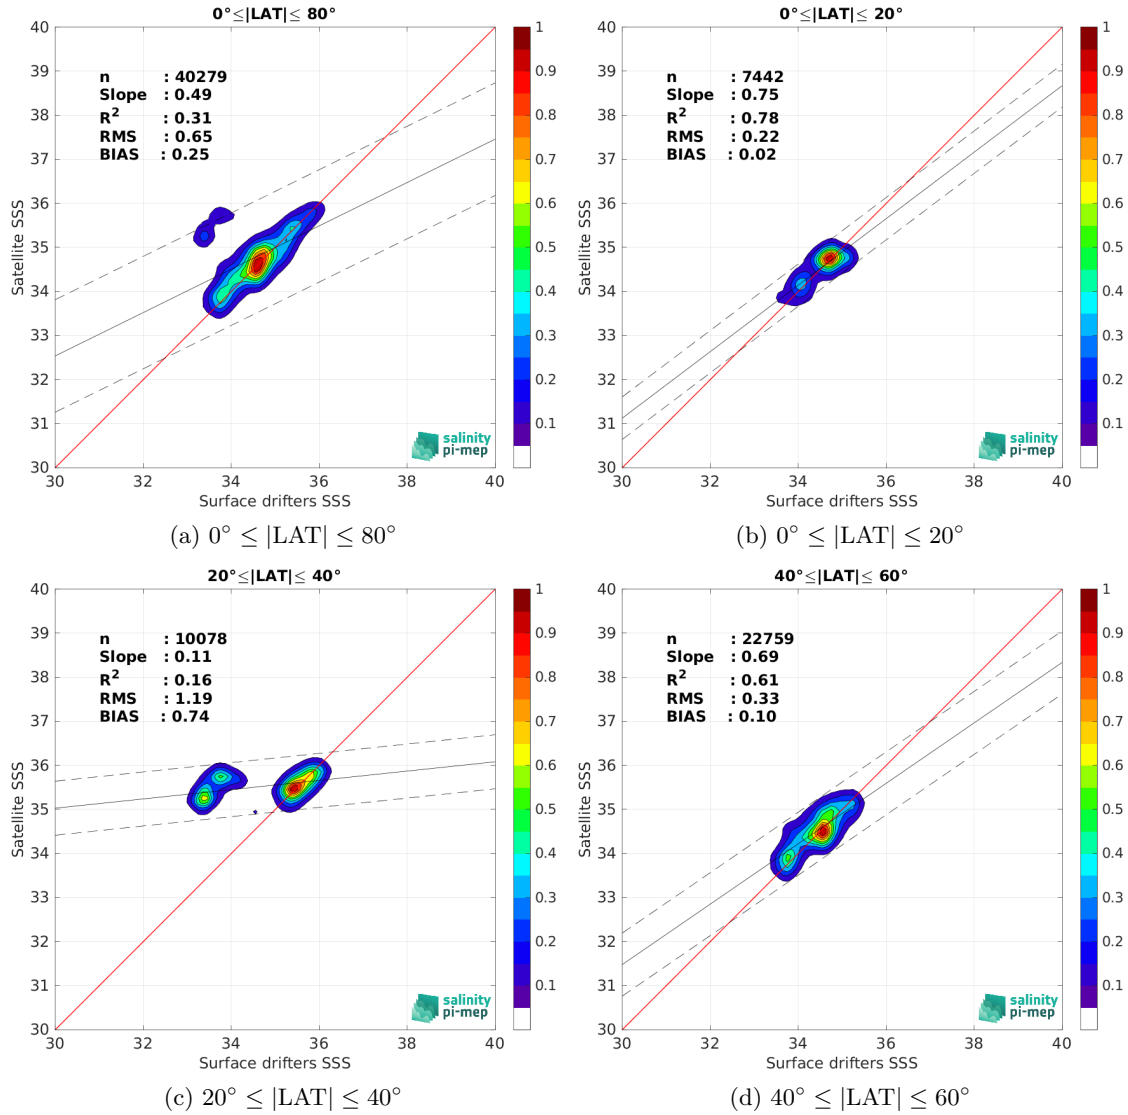 0°≤|LAT|≤ 80°
n : 40279
Slope : 0.49
R² : 0.31
RMS : 0.65
BIAS : 0.25
Satellite SSS
40
39
38
37
36
35
34
33
32
31
30
30 32 34 36 38 40
Surface drifters SSS
salinity
pi-mep
1
0.9
0.8
0.7
0.6
0.5
0.4
0.3
0.2
0.1
(a) 0° ≤ |LAT| ≤ 80°
0°≤|LAT|≤ 20°
n : 7442
Slope : 0.75
R² : 0.78
RMS : 0.22
BIAS : 0.02
Satellite SSS
40
39
38
37
36
35
34
33
32
31
30
30 32 34 36 38 40
Surface drifters SSS
salinity
pi-mep
1
0.9
0.8
0.7
0.6
0.5
0.4
0.3
0.2
0.1
(b) 0° ≤ |LAT| ≤ 20°
20°≤|LAT|≤ 40°
n : 10078
Slope : 0.11
R² : 0.16
RMS : 1.19
BIAS : 0.74
Satellite SSS
40
39
38
37
36
35
34
33
32
31
30
30 32 34 36 38 40
Surface drifters SSS
salinity
pi-mep
1
0.9
0.8
0.7
0.6
0.5
0.4
0.3
0.2
0.1
(c) 20° ≤ |LAT| ≤ 40°
40°≤|LAT|≤ 60°
n : 22759
Slope : 0.69
R² : 0.61
RMS : 0.33
BIAS : 0.10
Satellite SSS
40
39
38
37
36
35
34
33
32
31
30
30 32 34 36 38 40
Surface drifters SSS
salinity
pi-mep
1
0.9
0.8
0.7
0.6
0.5
0.4
0.3
0.2
0.1
(d) 40° ≤ |LAT| ≤ 60°